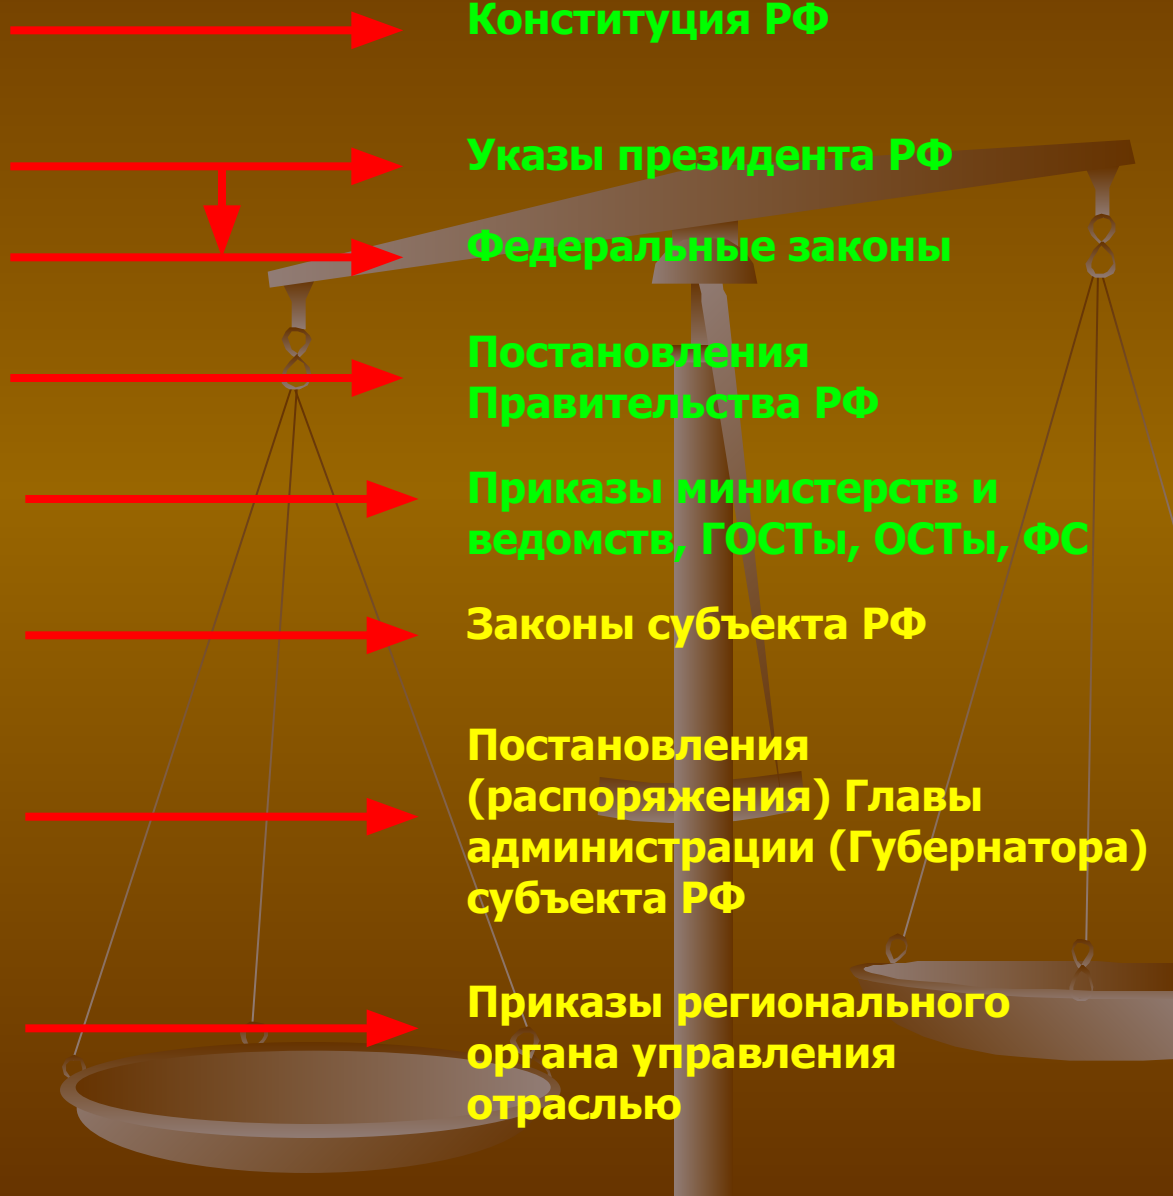 Конституция РФ
Указы президента РФ
Федеральные законы
Постановления
Правительства РФ
Приказы министерств и
ведомств, ГОСТы, ОСТы, ФС
Законы субъекта РФ
Постановления
(распоряжения) Главы
администрации (Губернатора)
субъекта РФ
Приказы регионального
органа управления
отраслью